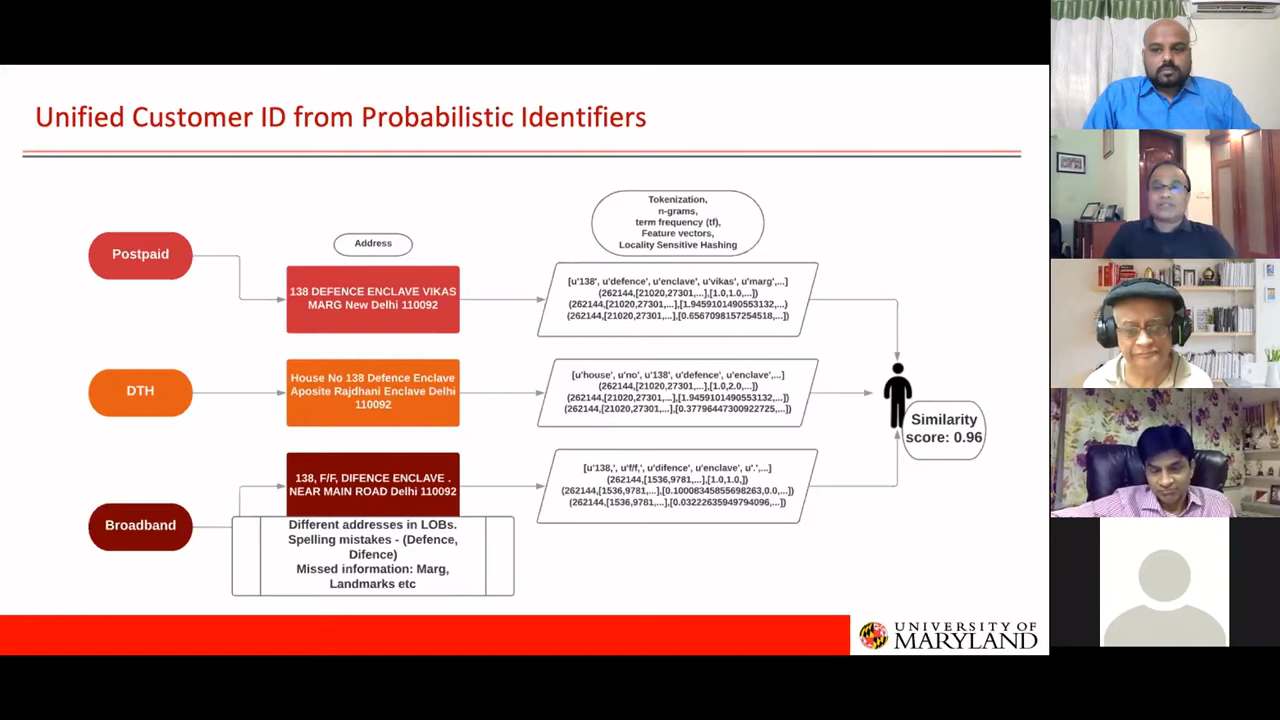 Unified Customer ID from Probabilistic Identifiers
Tokenization,
n-grams,
term frequency (tf),
Feature vectors,
Locality Sensitive Hashing
Postpaid
Address
138 DEFENCE ENCLAVE VIKAS
MARG New Delhi 110092
[u'138', u'defence', u'enclave', u'vikas', u'marg',...]
(262144,[21020,27301,...],[1.0,1.0,...])
(262144,[21020,27301,...],[1.9459101490553132,...)
(262144,[21020,27301,...],[0.6567098157254518,...])
DTH
House No 138 Defence Enclave
Aposite Rajdhani Enclave Delhi
110092
[u'house', u'no', u'138', u'defence', u'enclave',...]
(262144,[21020,27301,...],[1.0,2.0,...])
(262144,[21020,27301,...],[1.9459101490553132,...])
(262144,[21020,27301,...],[0.37796447300922725,...])
Similarity
score: 0.96
Broadband
138, F/F, DIFENCE ENCLAVE .
NEAR MAIN ROAD Delhi 110092
[u'138,', u'f/f,', u'difence', u'enclave', u'.',...]
(262144,[1536,9781,...],[1.0,1.0,])
(262144,[1536,9781,...],[0.10008345855698263,0.0,...])
(262144,[1536,9781,...],[0.03222635949794096,...])
Different addresses in LOBs.
Spelling mistakes - (Defence,
Difence)
Missed information: Marg,
Landmarks etc
UNIVERSITY OF
MARYLAND